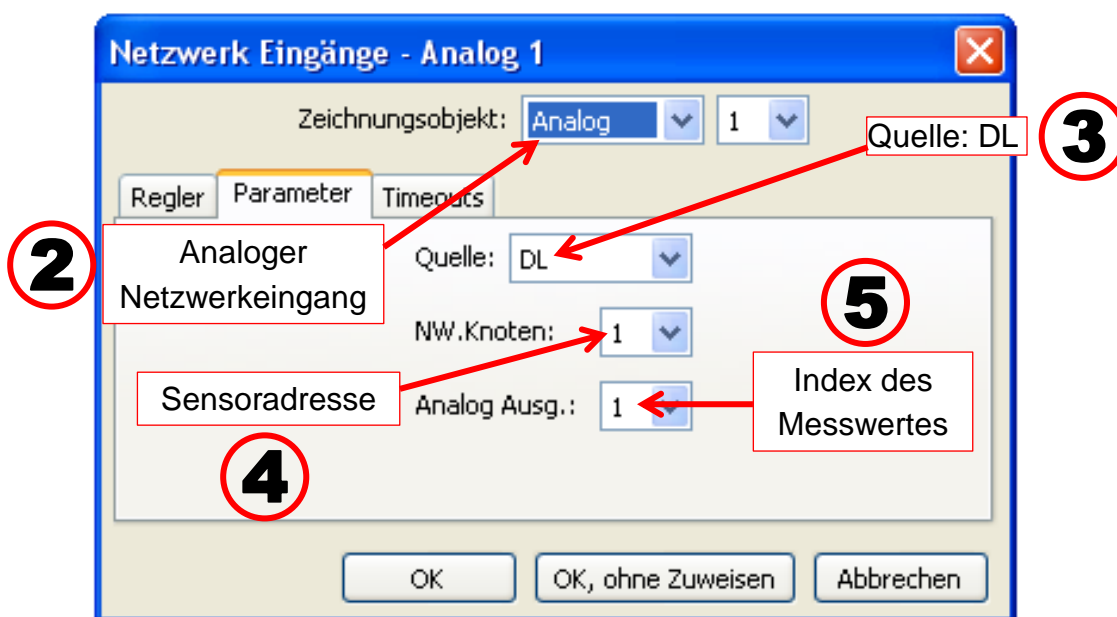 Netzwerk Eingänge - Analog 1
Zeichnungsobjekt: Analog 1
Quelle: DL
3
Regler Parameter Timeouts
2
Analoger
Netzwerkeingang
Quelle: DL
5
NW.Knoten: 1
Sensoradresse
Analog Ausg.: 1
Index des
Messwertes
4
OK OK, ohne Zuweisen Abbrechen